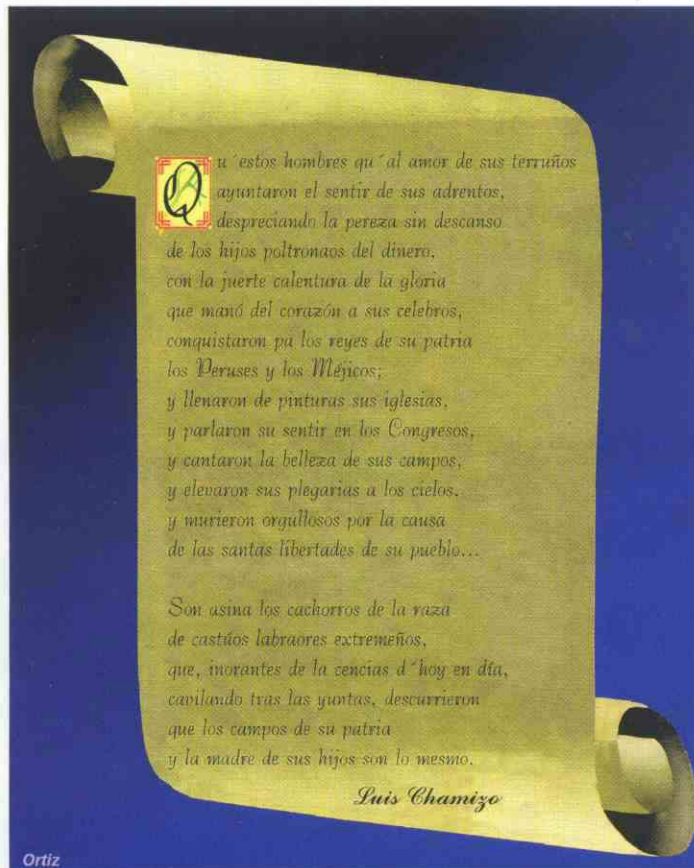 Qu´estos hombres qu´al amor de sus terruños
ayuntaron el sentir de sus adrentos,
despreciando la pereza sin descanso
de los hijos poltronaos del dinero,
con la juerte calentura de la gloria
que manó del corazón a sus celebros,
conquistaron pa los reyes de su patria
los Peruses y los Méjicos;
y llenaron de pinturas sus iglesias,
y parlaron su sentir en los Congresos,
y cantaron la belleza de sus campos,
y elevaron sus plegarias a los cielos,
y murieron orgullosos por la causa
de las santas libertades de su pueblo...
Son asina los cachorros de la raza
de castúos labraores extremeños,
que, inorantes de la cencias d´hoy en día,
cavilando tras las yuntas, descurrieron
que los campos de su patria
y la madre de sus hijos son lo mesmo.
Luis Chamizo
Ortiz